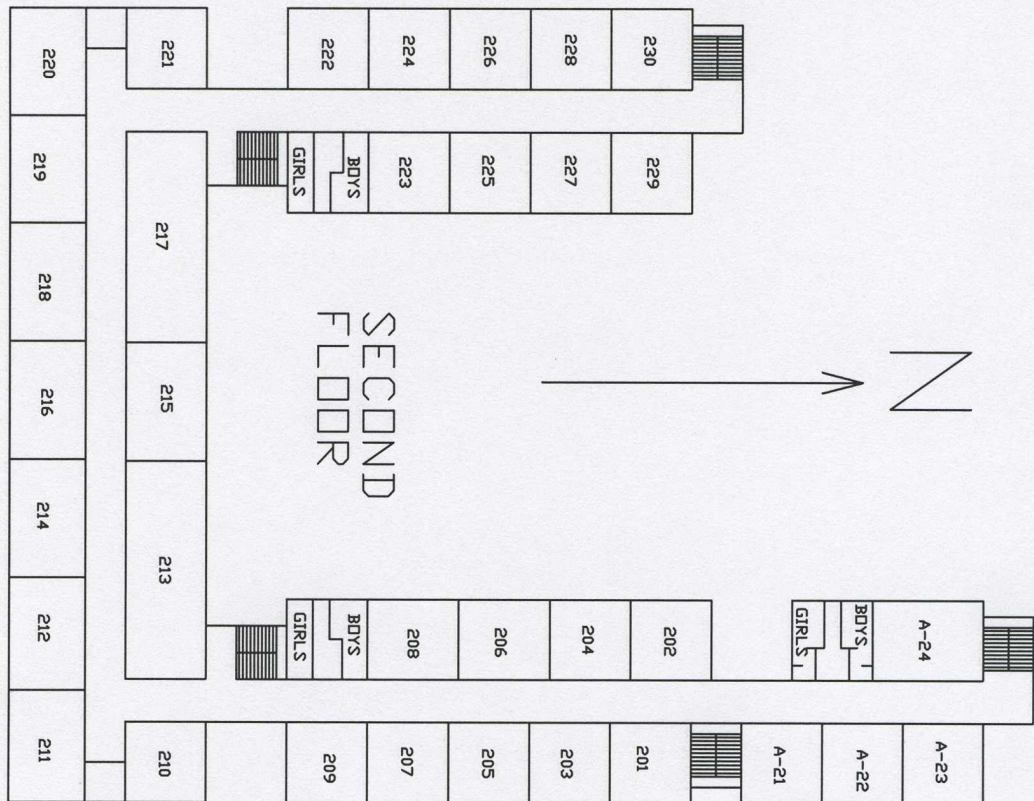 N A-24 A-23
BOYS A-22
GIRLS A-21
230 229 202 201
228 227 204 203
226 225 206 205
224 223 208 207
SECOND
FLOOR
BOYS BOYS
222 GIRLS GIRLS 209
221 217 215 213 210
220 219 218 216 214 212 211